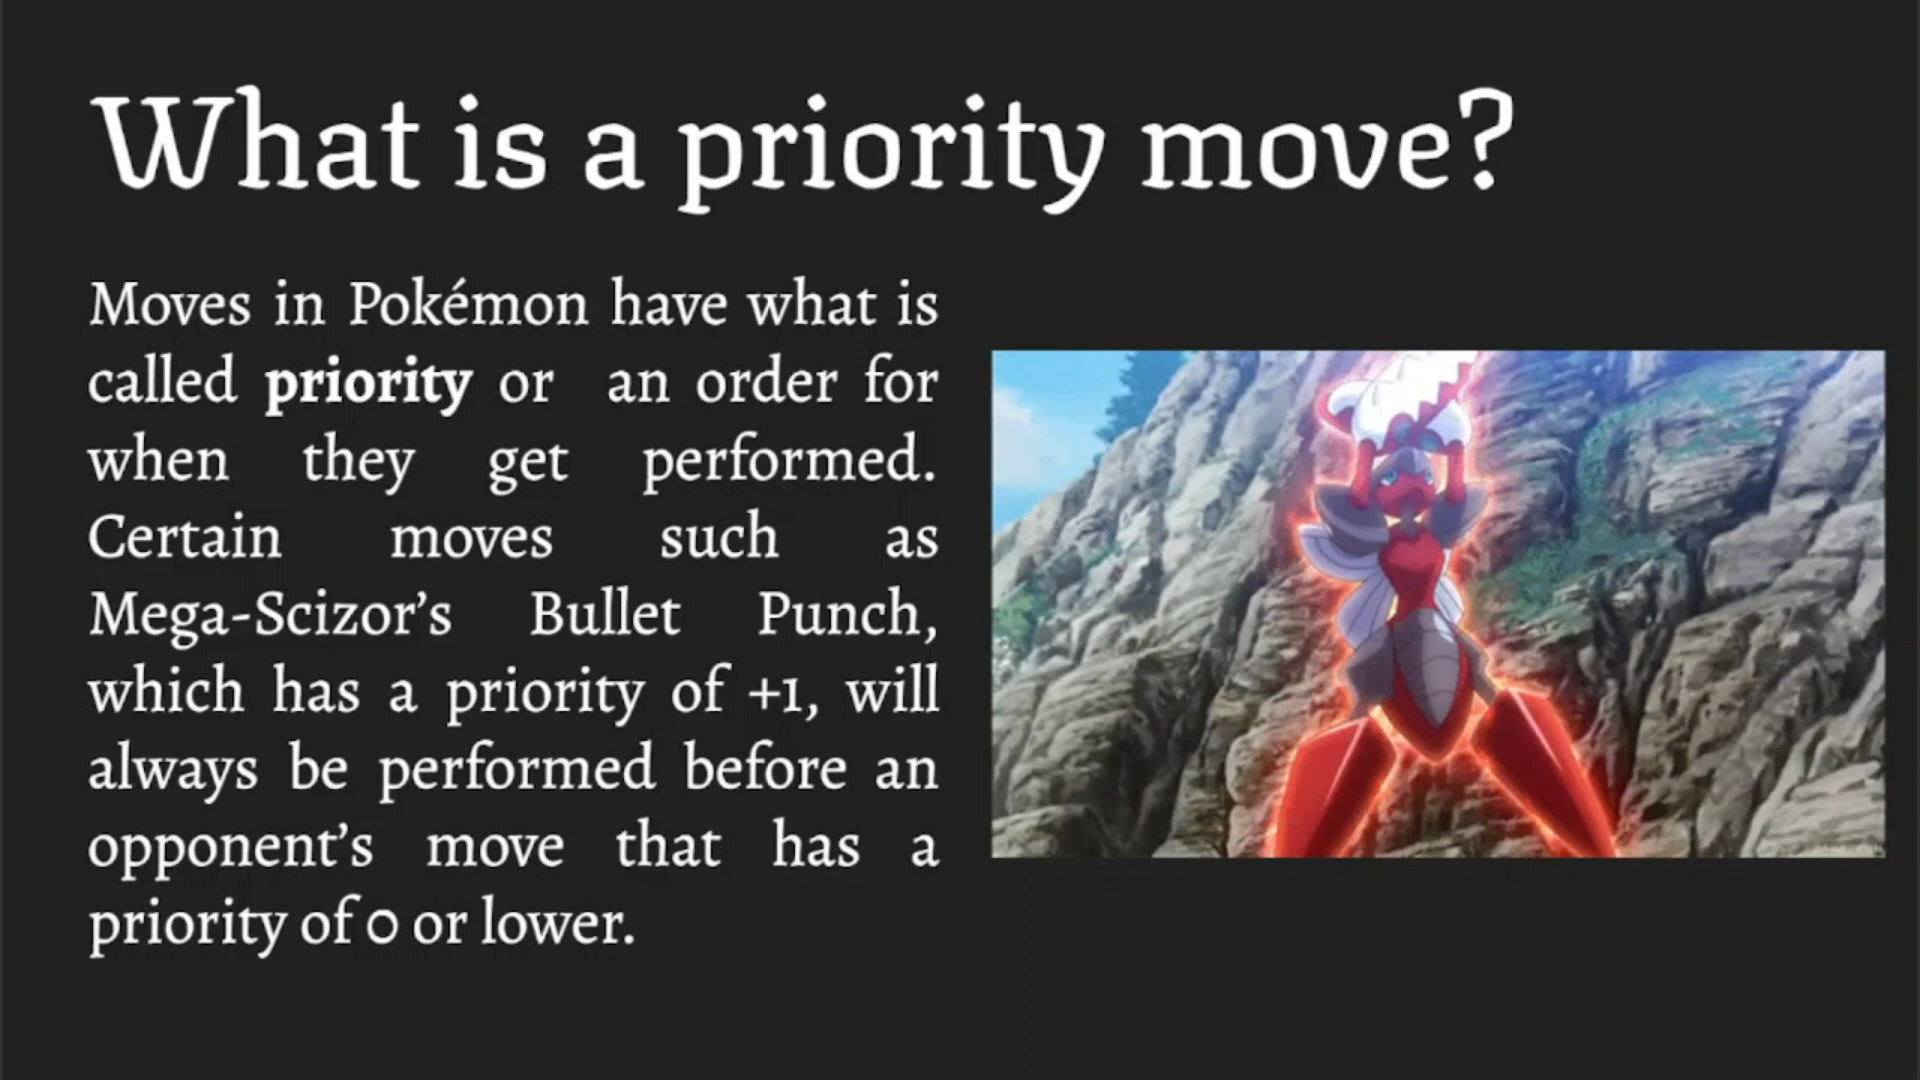 What is a priority move?
Moves in Pokémon have what is
called priority or an order for
when they get performed.
Certain moves such as
Mega-Scizor's Bullet Punch,
which has a priority of +1, will
always be performed before an
opponent's move that has a
priority of 0 or lower.